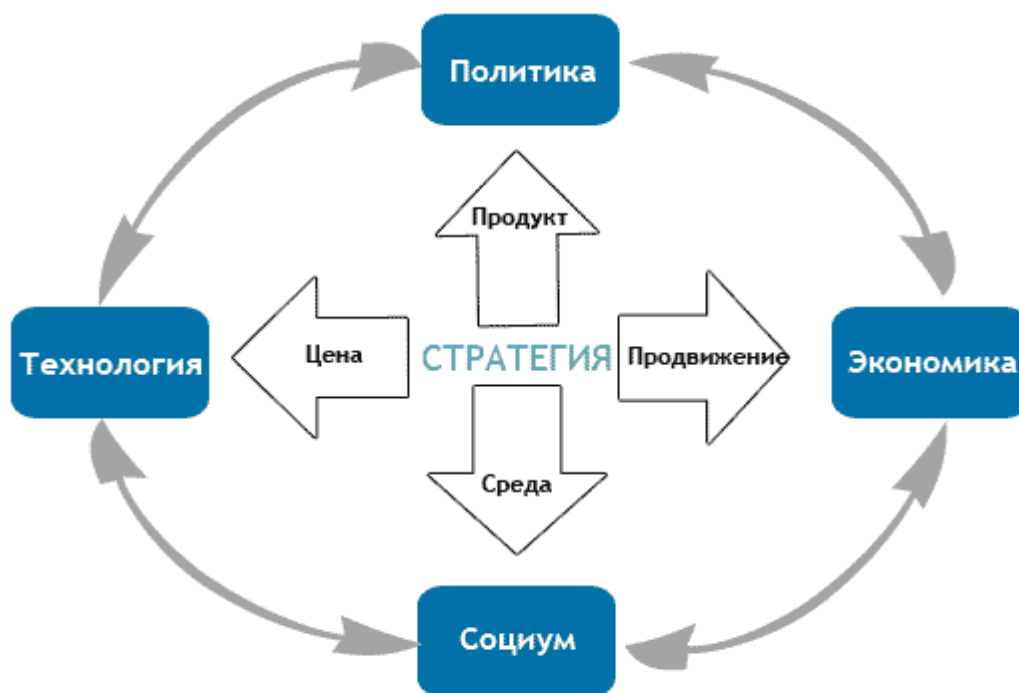 Политика
Продукт
Технология
Цена
СТРАТЕГИЯ
Продвижение
Экономика
Среда
Социум